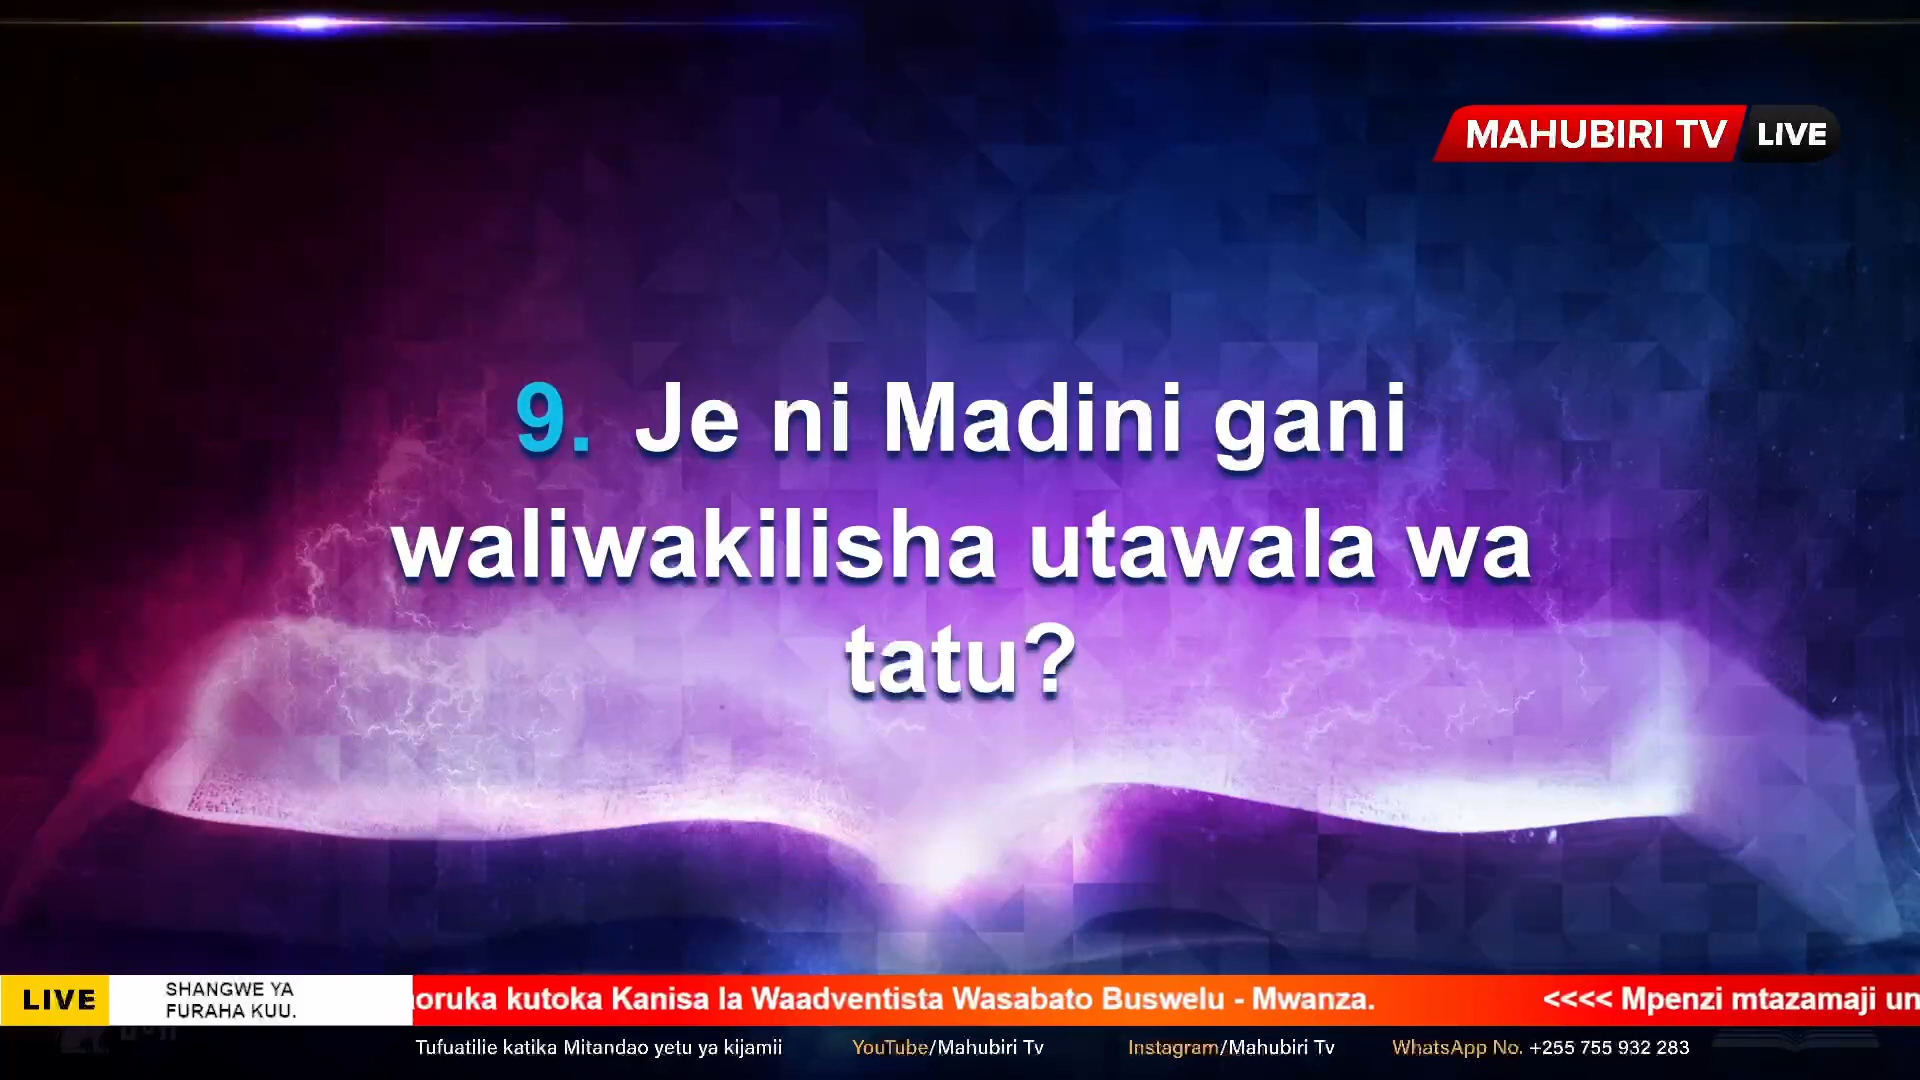 MAHUBIRI TV LIVE
9. Je ni Madini gani
waliwakilisha utawala wa
tatu?
LIVE
SHANGWE YA
FURAHA KUU.
kutoka Kanisa la Waadventista Wasabato Buswelu - Mwanza.
<<<< Mpenzi mtazamaji
Tufuatilie katika Mitandao yetu ya kijamii YouTube/Mahubiri Tv Instagram/Mahubiri Tv WhatsApp No. +255 755 932 283